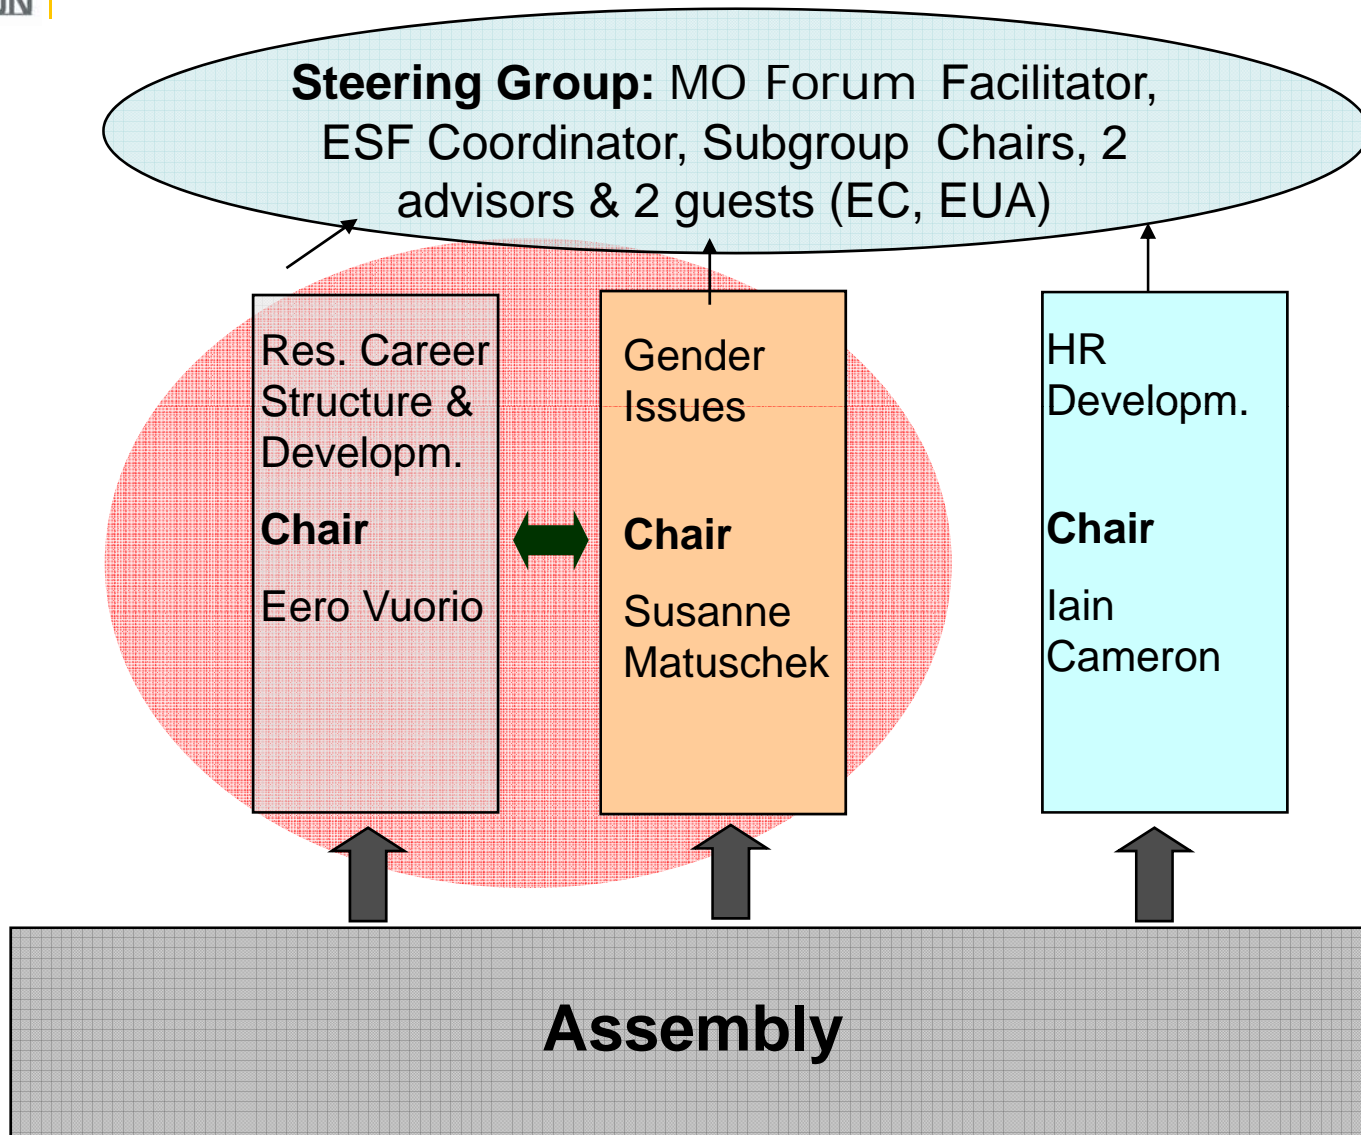 Steering Group: MO Forum Facilitator,
ESF Coordinator, Subgroup Chairs, 2
advisors & 2 guests (EC, EUA)
Res. Career
Structure &
Developm.
Chair
Eero Vuorio
Gender
Issues
Chair
Susanne
Matuschek
HR
Developm.
Chair
Iain
Cameron
Assembly